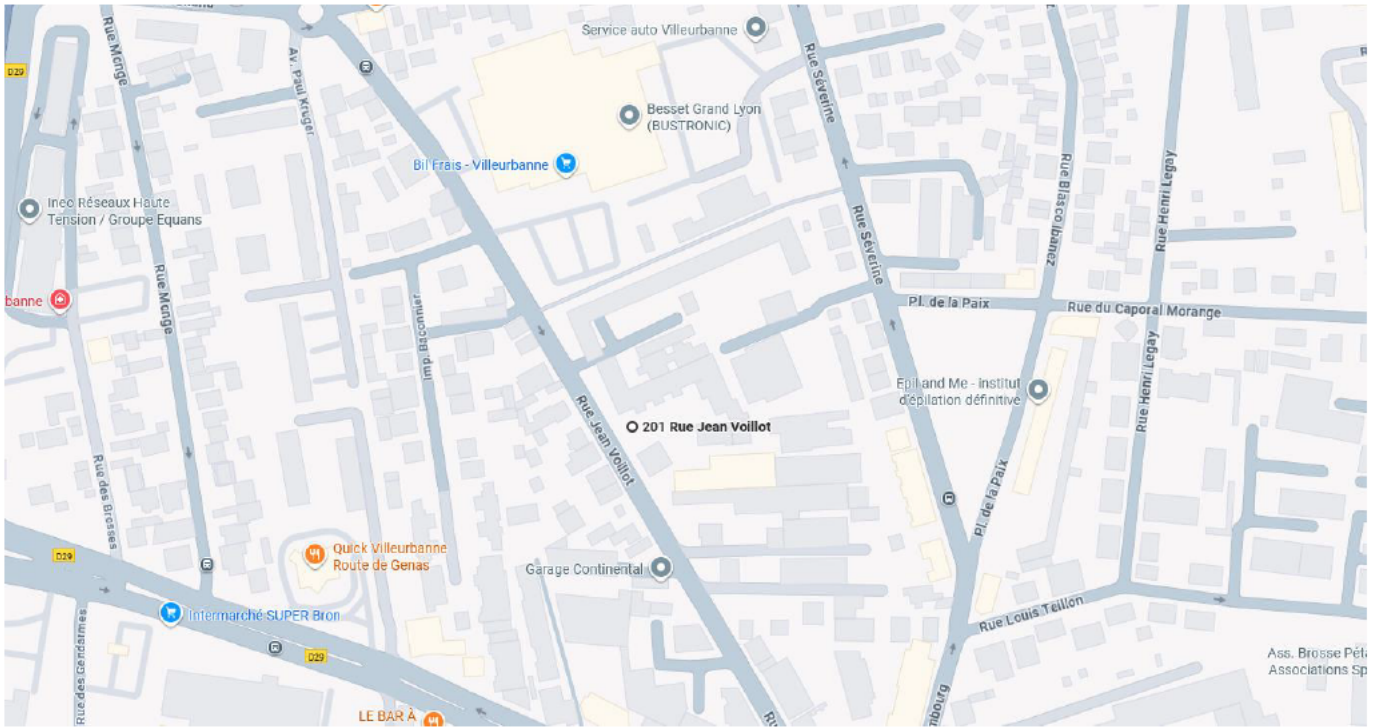 Service auto Villeurbanne
Rue Monge
Av. Paul Kruger
D29
Rue Séverine
Besset Grand Lyon
(BUSTRONIC)
Bil Frais - Villeurbanne
Rue Blasco Ibanez
Rue Henri Legay
Ineo Réseaux Haute
Tension / Groupe Equans
Rue Séverine
Rue Monge
banne
Imp. Baconnier
Pl. de la Paix
Rue du Caporal Morange
Rue Henri Legay
Epil and Me - institut
d'épilation définitive
Rue Jean Voillot
201 Rue Jean Voillot
Rue des Brosses
Pl. de la Paix
D29
Quick Villeurbanne
Route de Genas
Garage Continental
Intermarché SUPER Bron
Rue Louis Teillon
D29
Rue des Gendarmes
Ass. Brosse Pét
Associations Sp
mbourg
LE BAR À